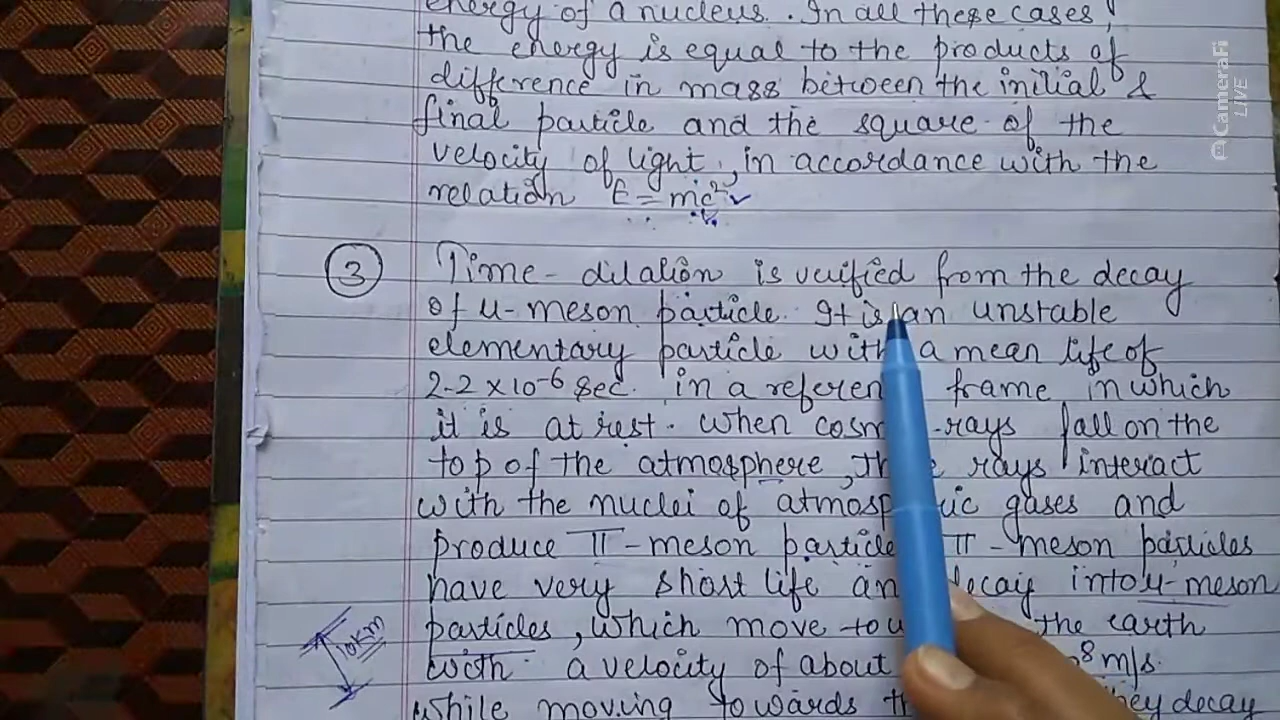 energy of a nucleus. In all these cases,
the energy is equal to the products of
difference in mass between the initial &
final particle and the square of the
velocity of light, in accordance with the
relation E = mc²
③ Time-dilation is verified from the decay
of μ-meson particle. It is an unstable
elementary particle with a mean life of
2.2 × 10⁻⁶ sec. in a frame in which
it is at rest. When -rays fall on the
top of the atmosphere, rays interact
with the nuclei of gases and
produce π-meson particle π-meson particles
have very short life decay into μ-meson
particles, which move the earth
with a velocity of about ⁸ m/s.
while moving towards they decay
10km
CameraFi
LIVE